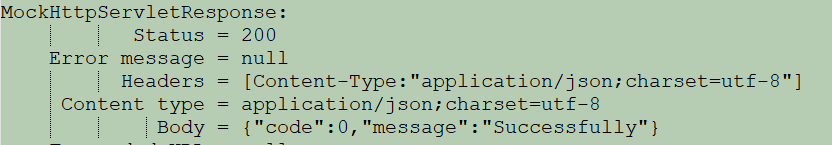 MockHttpServletResponse:
Status = 200
Error message = null
Headers = [Content-Type:"application/json;charset=utf-8"]
Content type = application/json;charset=utf-8
Body = {"code":0,"message":"Successfully"}